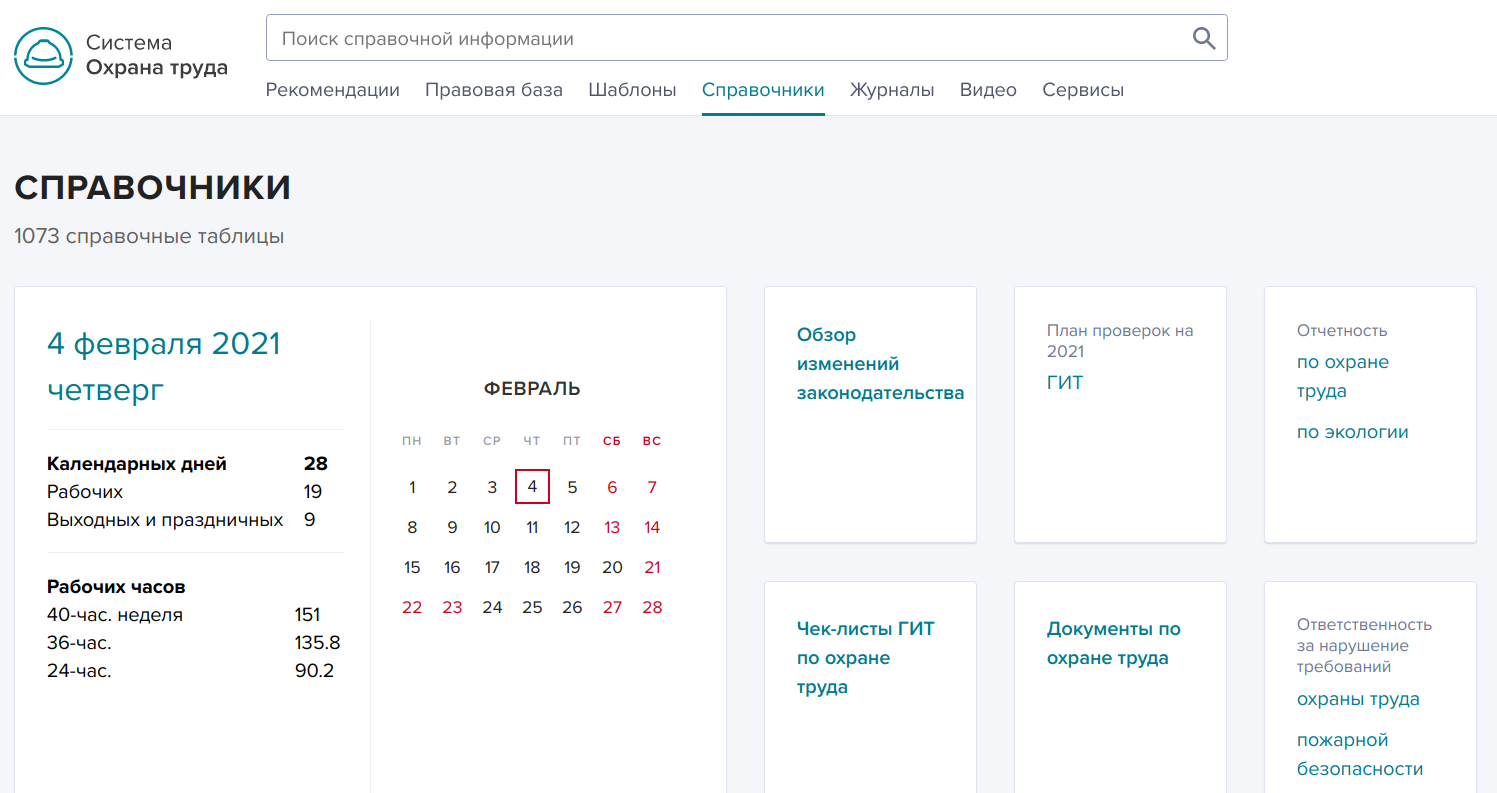 Система
Охрана труда
Поиск справочной информации
Рекомендации Правовая база Шаблоны Справочники Журналы Видео Сервисы
СПРАВОЧНИКИ
1073 справочные таблицы
4 февраля 2021
четверг
Календарных дней 28
Рабочих 19
Выходных и праздничных 9
Рабочих часов
40-час. неделя 151
36-час. 135.8
24-час. 90.2
ФЕВРАЛЬ
ПН ВТ СР ЧТ ПТ СБ ВС
1 2 3 4 5 6 7
8 9 10 11 12 13 14
15 16 17 18 19 20 21
22 23 24 25 26 27 28
Обзор
изменений
законодательства
План проверок на
2021
ГИТ
Отчетность
по охране
труда
по экологии
Чек-листы ГИТ
по охране
труда
Документы по
охране труда
Ответственность
за нарушение
требований
охраны труда
пожарной
безопасности